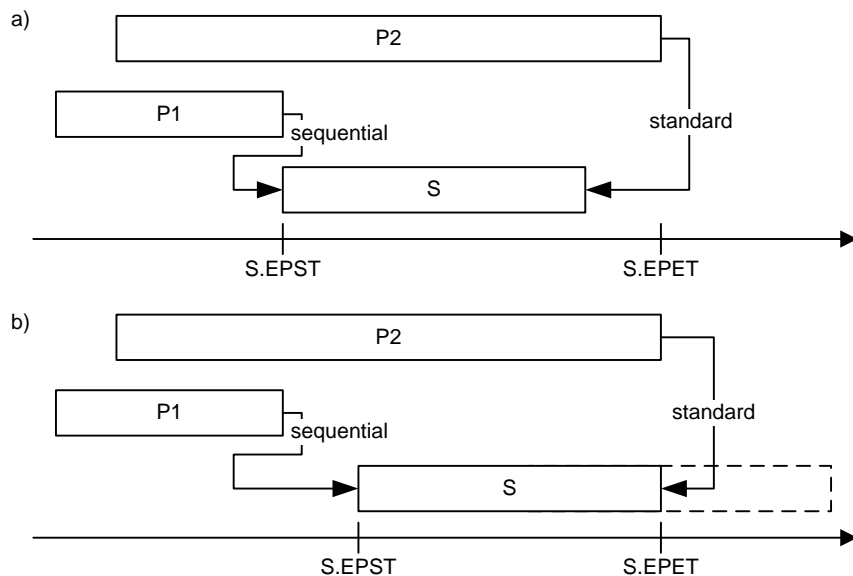 a)
P2
P1
sequential
standard
S
S.EPST
S.EPET
b)
P2
P1
sequential
standard
S
S.EPST
S.EPET